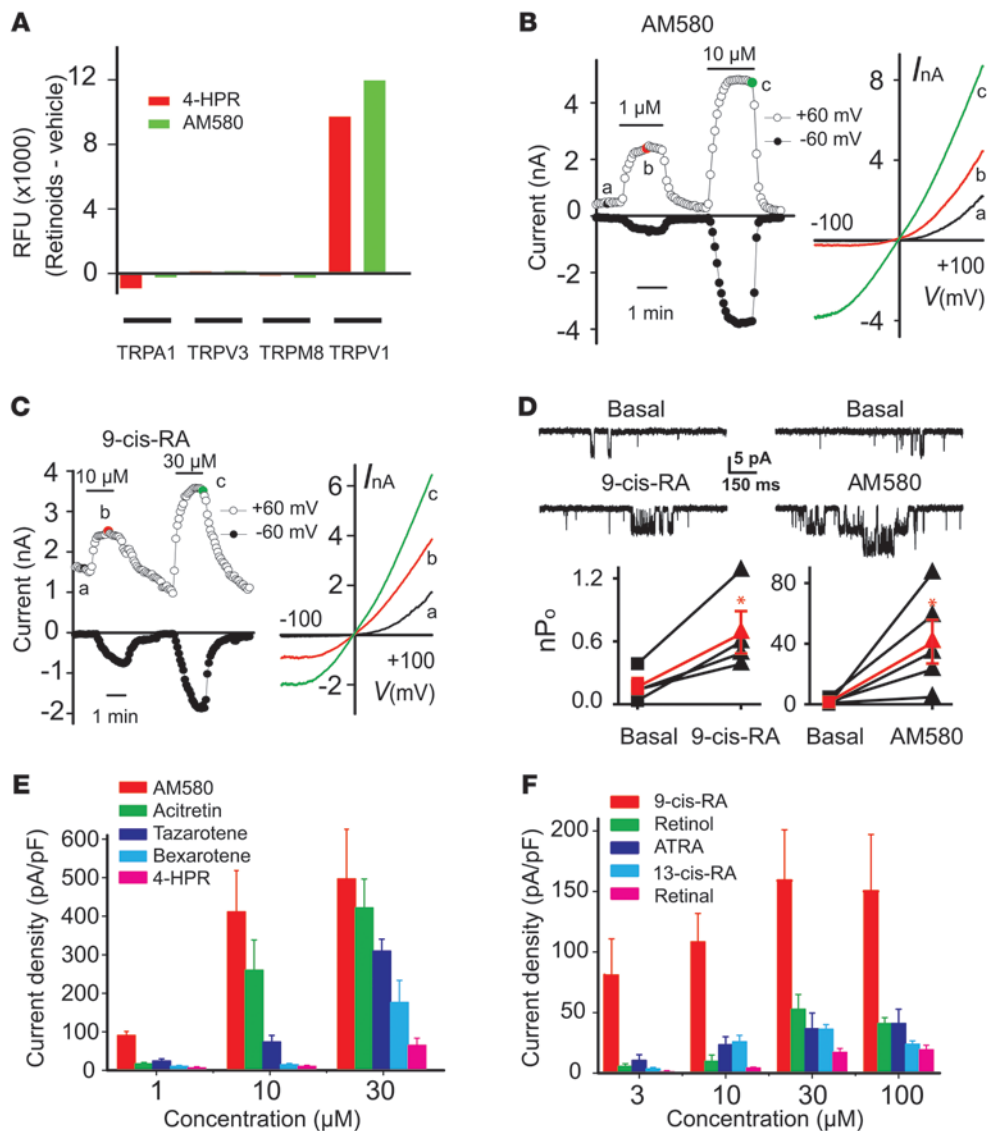 A
RFU (x1000)
(Retinoids - vehicle)
12
8
4
0
4-HPR
AM580
TRPA1 TRPV3 TRPM8 TRPV1
B
AM580
10 µM
1 µM
a
b
c
+60 mV
-60 mV
Current (nA)
4
2
0
-2
-4
1 min
I nA
8
4
-4
c
b
a
-100
+100
V(mV)
C
9-cis-RA
10 µM
30 µM
a
b
c
+60 mV
-60 mV
Current (nA)
4
3
2
1
0
-1
-2
1 min
I nA
6
4
2
-2
c
b
a
-100
+100
V(mV)
D
Basal Basal
5 pA
150 ms
9-cis-RA AM580
nPo
1.2
0.6
0.0
*
Basal 9-cis-RA
80
40
0
*
Basal AM580
E
AM580
Acitretin
Tazarotene
Bexarotene
4-HPR
Current density (pA/pF)
600
500
400
300
200
100
0
1 10 30
Concentration (µM)
F
9-cis-RA
Retinol
ATRA
13-cis-RA
Retinal
Current density (pA/pF)
200
150
100
50
0
3 10 30 100
Concentration (µM)